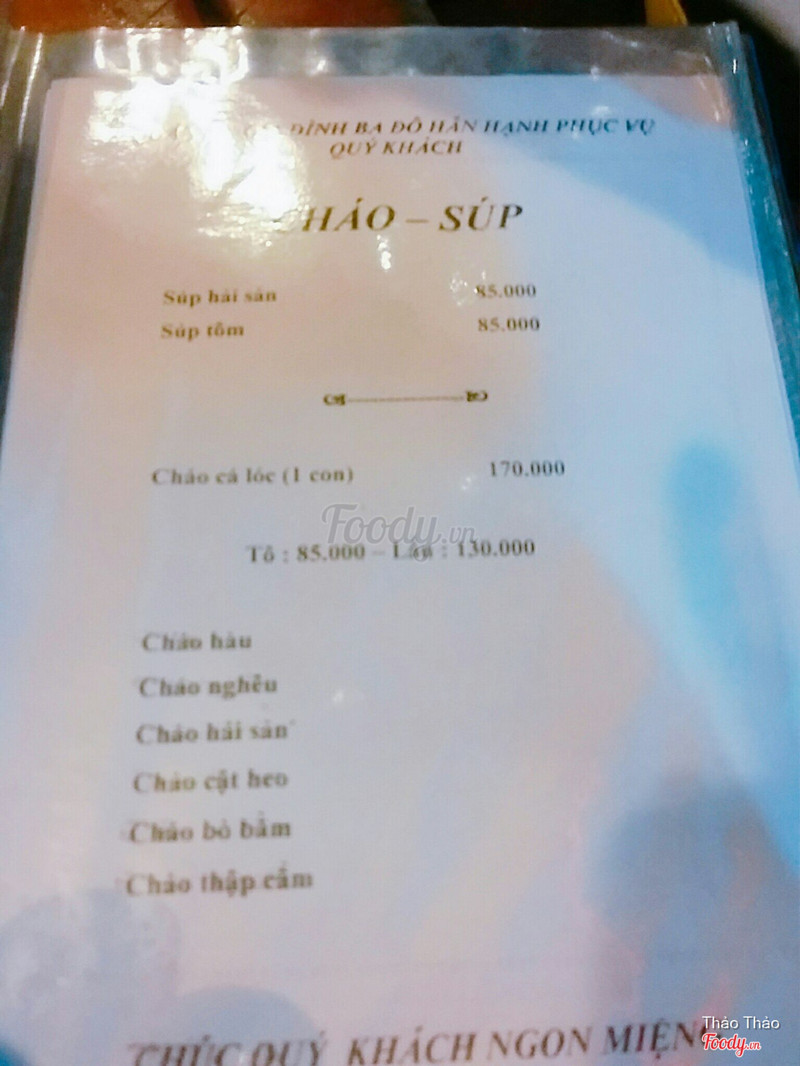 ĐÌNH BA ĐÔ HÂN HẠNH PHỤC VỤ
QUÝ KHÁCH
CHÁO – SÚP
Súp hải sản 85.000
Súp tôm 85.000
Cháo cá lóc (1 con) 170.000
Foody.vn
Tô : 85.000 – Lẩu : 130.000
Cháo hàu
Cháo nghêu
Cháo hải sản
Cháo cật heo
Cháo bò bằm
Cháo thập cẩm
CHÚC QUÝ KHÁCH NGON MIỆNG
Thảo Thảo
Foody.vn